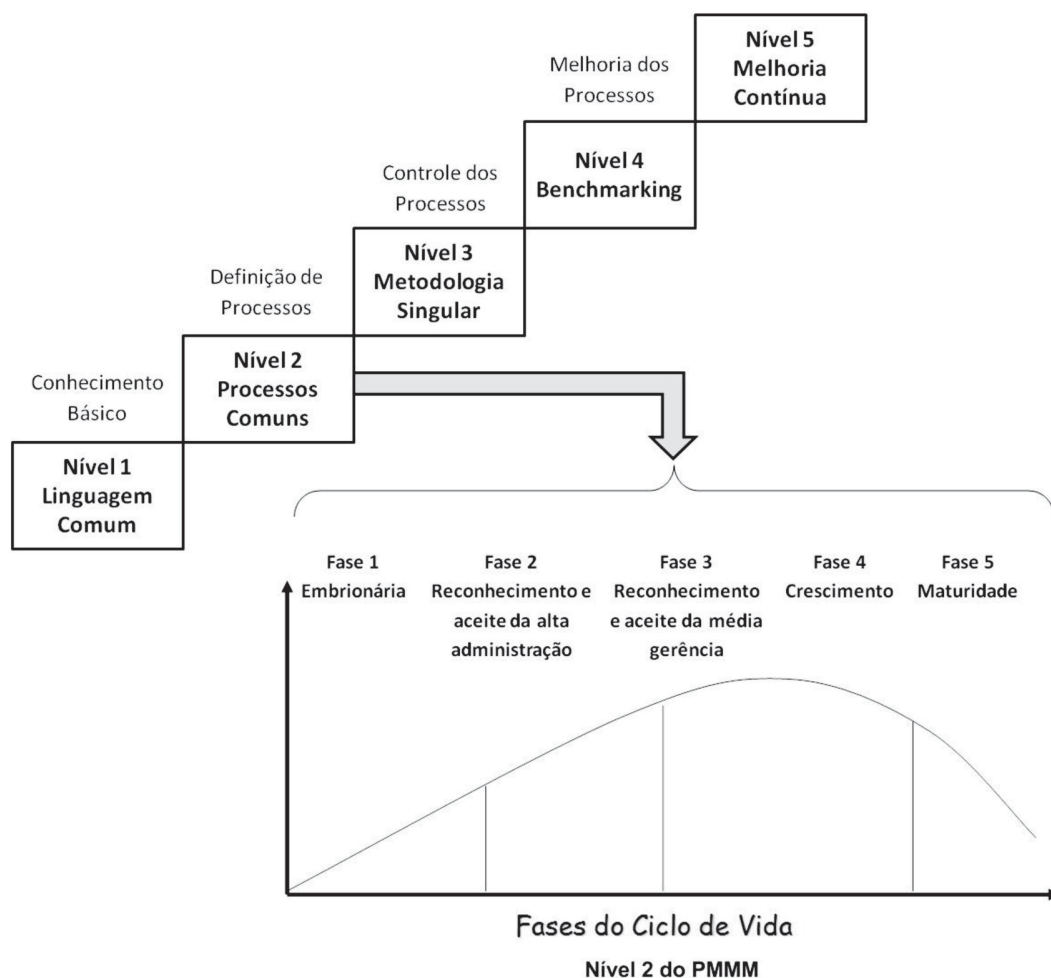 Nível 5
Melhoria
Contínua
Melhoria dos
Processos
Nível 4
Benchmarking
Controle dos
Processos
Nível 3
Metodologia
Singular
Definição de
Processos
Nível 2
Processos
Comuns
Conhecimento
Básico
Nível 1
Linguagem
Comum
Fase 1
Embrionária
Fase 2
Reconhecimento e
aceite da alta
administração
Fase 3
Reconhecimento
e aceite da média
gerência
Fase 4
Crescimento
Fase 5
Maturidade
Fases do Ciclo de Vida
Nível 2 do PMMM